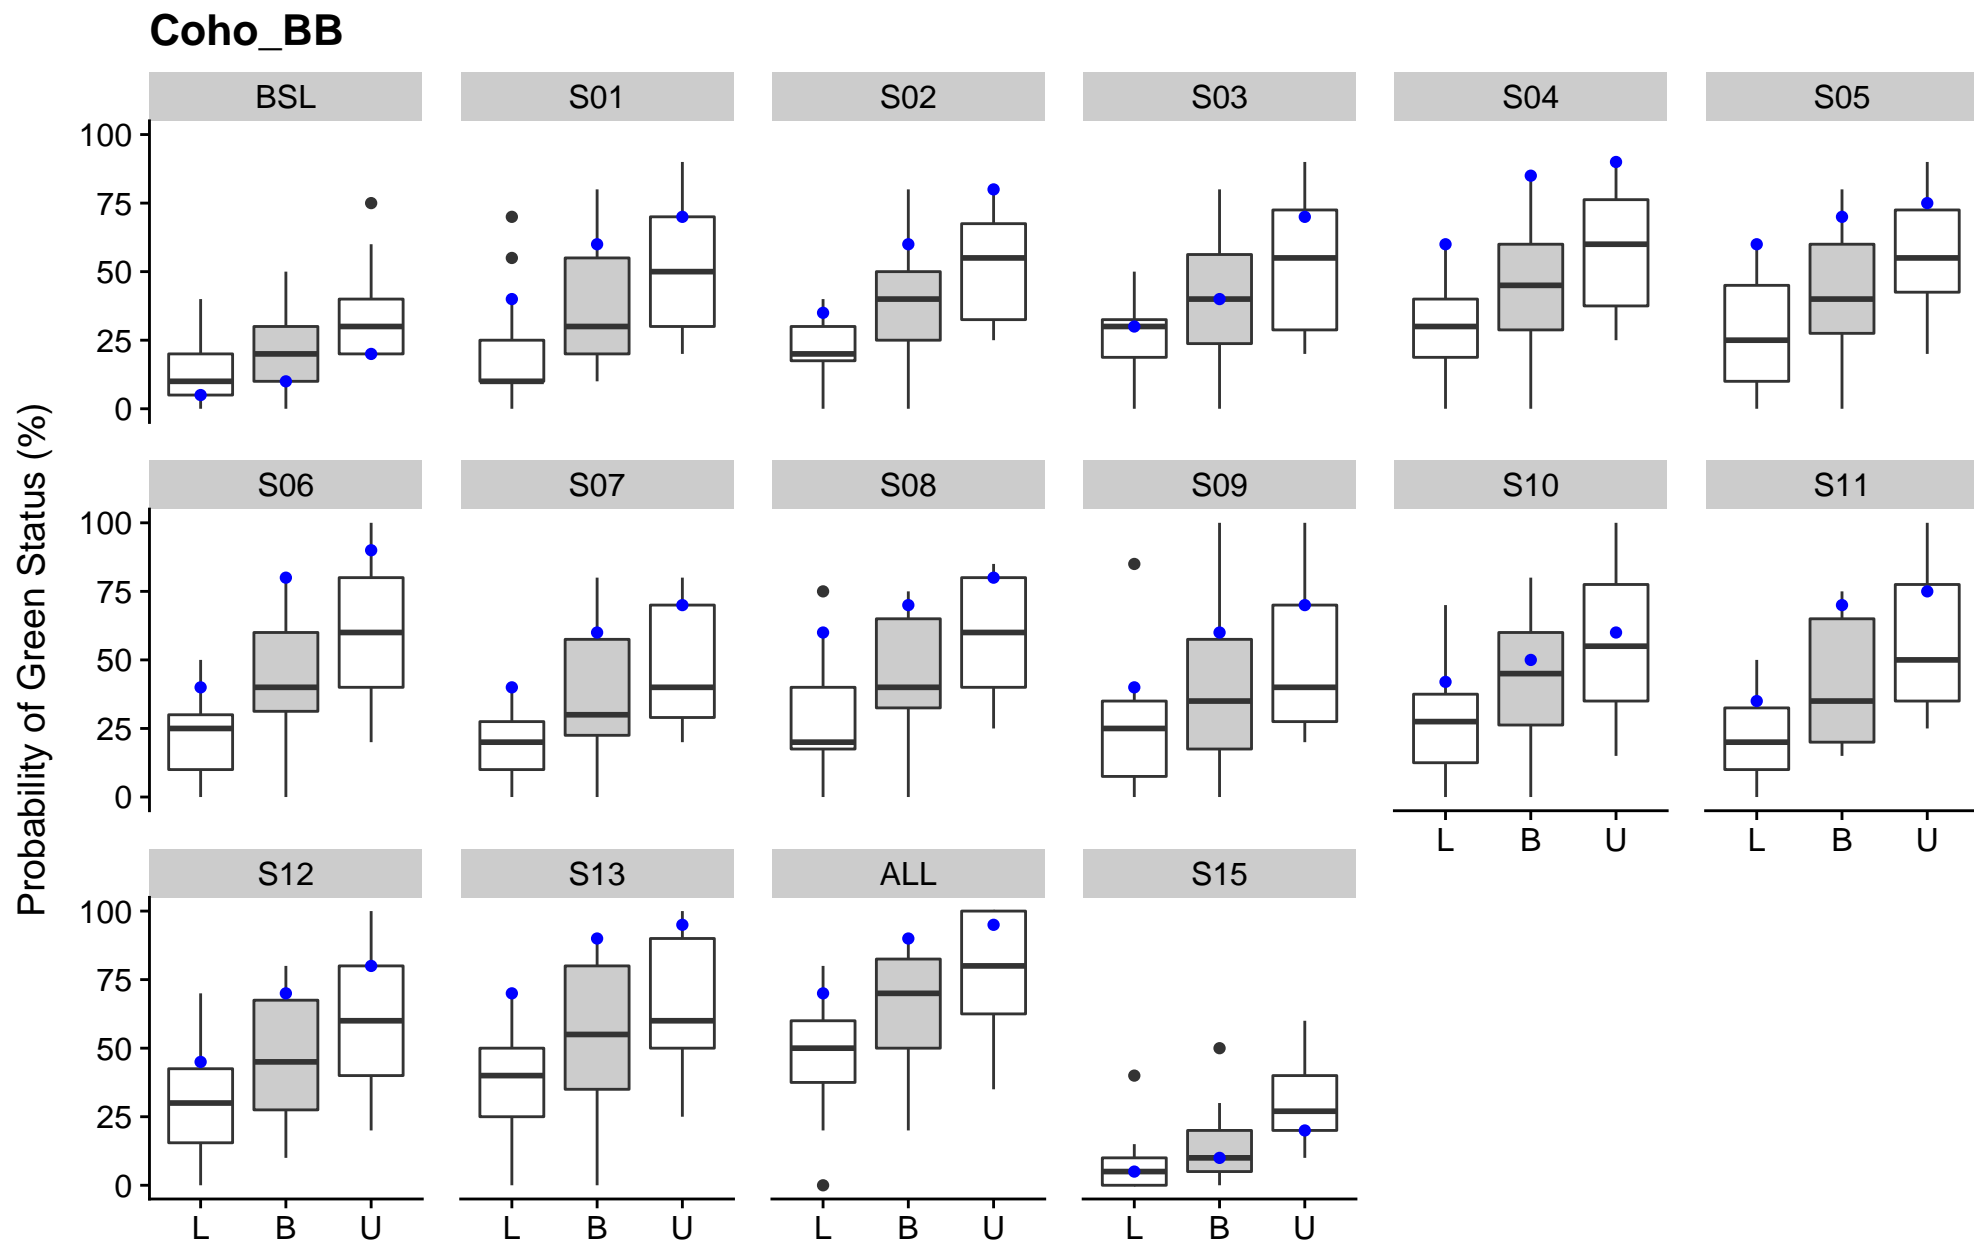 Coho_BB
BSL S01 S02 S03 S04 S05
100
75
50
25
0
S06 S07 S08 S09 S10 S11
100
75
50
25
0
L B U L B U
S12 S13 ALL S15
100
75
50
25
0
L B U L B U L B U L B U
Probability of Green Status (%)